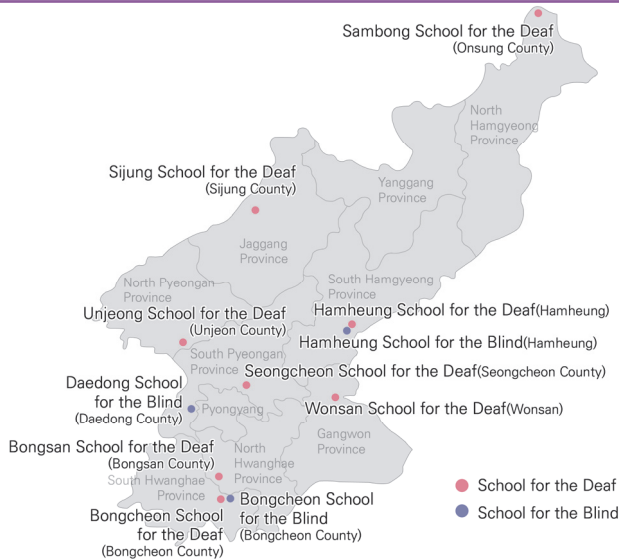 Sambong School for the Deaf
(Onsung County)
North
Hamgyeong
Province
Sijung School for the Deaf
(Sijung County)
Yanggang
Province
Jaggang
Province
North Pyeongan
Province
South Hamgyeong
Province
Unjeong School for the Deaf
(Unjeon County)
Hamheung School for the Deaf(Hamheung)
Hamheung School for the Blind(Hamheung)
South Pyeongan
Province
Seongcheon School for the Deaf(Seongcheon County)
Daedong School
for the Blind
(Daedong County)
Pyongyang
Wonsan School for the Deaf(Wonsan)
Gangwon
Province
Bongsan School for the Deaf
(Bongsan County)
North
Hwanghae
Province
South Hwanghae
Province
Bongcheon School
for the Deaf
(Bongcheon County)
Bongcheon School
for the Blind
(Bongcheon County)
School for the Deaf
School for the Blind